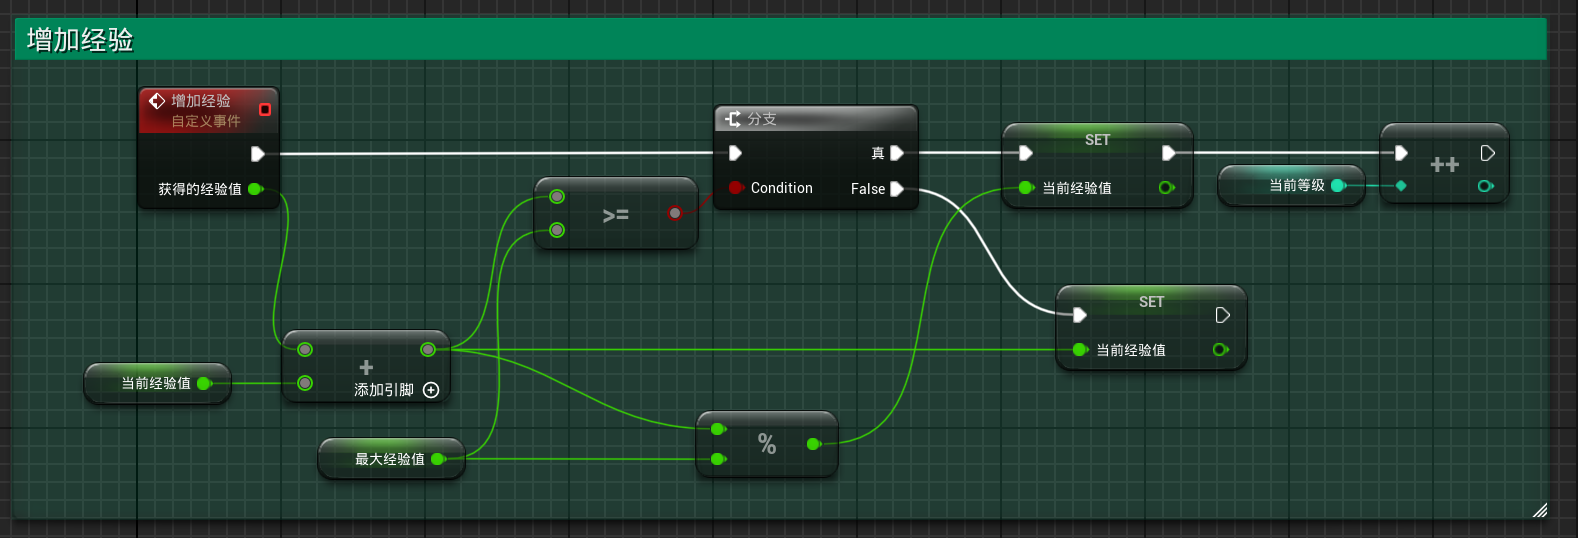 增加经验
增加经验
自定义事件
获得的经验值
分支
真
Condition
False
>=
SET
当前经验值
当前等级
++
SET
当前经验值
当前经验值
+
添加引脚
最大经验值
%